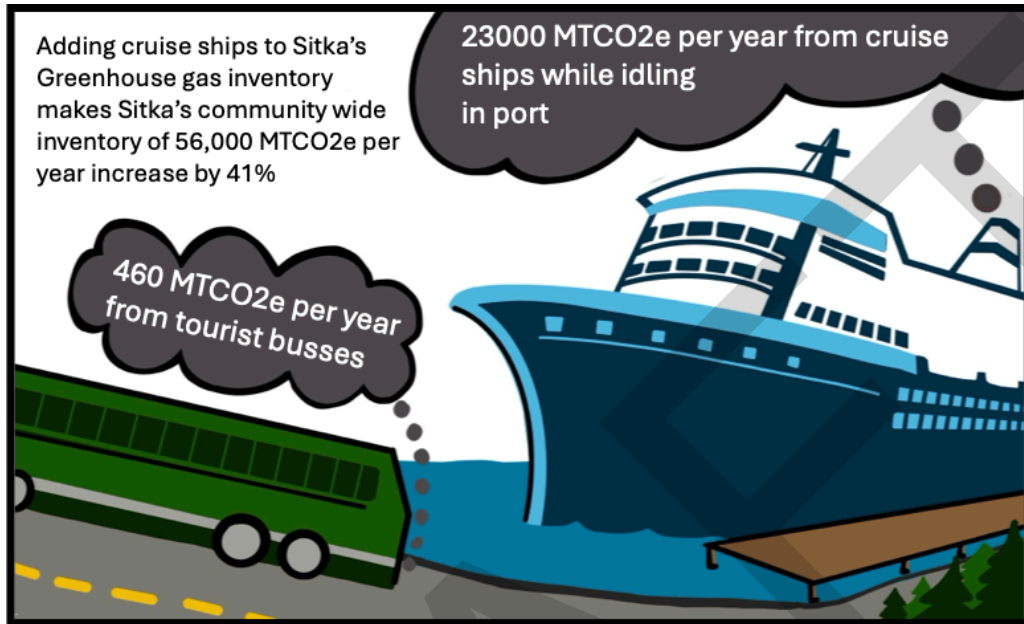 Adding cruise ships to Sitka's
Greenhouse gas inventory
makes Sitka's community wide
inventory of 56,000 MTCO2e per
year increase by 41%
23000 MTCO2e per year from cruise
ships while idling
in port
460 MTCO2e per year
from tourist busses